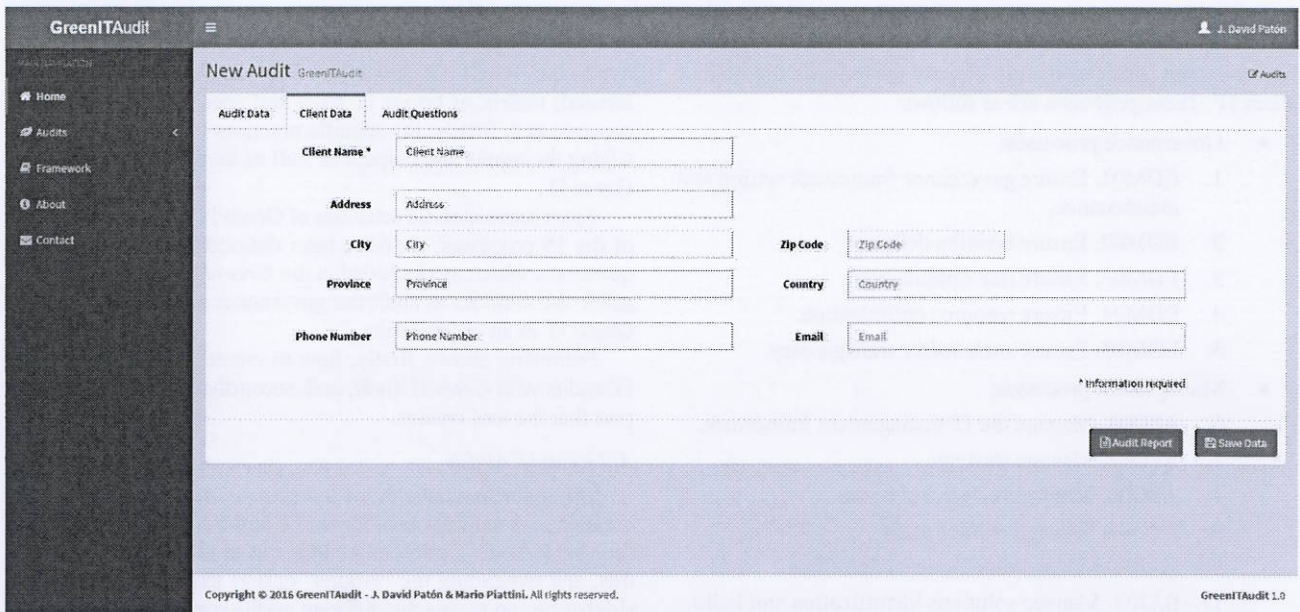 GreenITAudit
J. David Patón
MAIN NAVIGATION
New Audit GreenITAudit
Audits
Home
Audits
Framework
About
Contact
Audit Data Client Data Audit Questions
Client Name * Client Name
Address Address
City City Zip Code Zip Code
Province Province Country Country
Phone Number Phone Number Email Email
* Information required
Audit Report Save Data
Copyright © 2016 GreenITAudit - J. David Patón & Mario Piattini. All rights reserved.
GreenITAudit 1.0